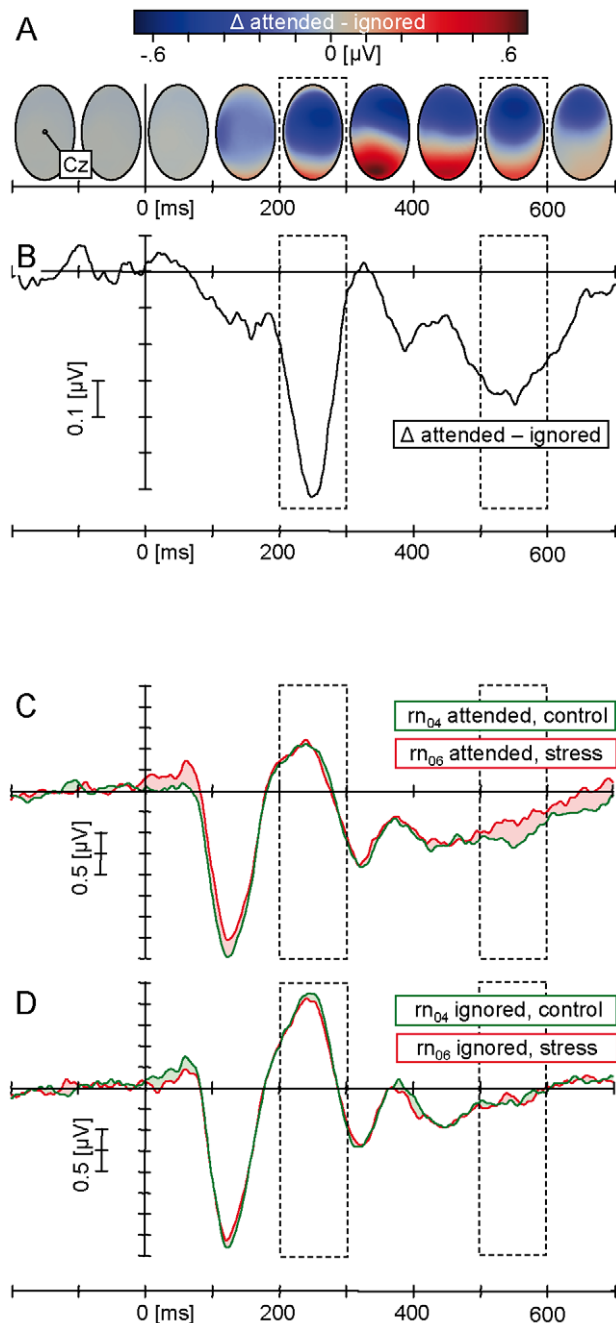 A
Δ attended - ignored
-.6 0 [µV] .6
Cz
0 [ms] 200 400 600
B
0.1 [µV]
Δ attended – ignored
0 [ms] 200 400 600
C
rn04 attended, control
rn06 attended, stress
0.5 [µV]
D
rn04 ignored, control
rn06 ignored, stress
0.5 [µV]
0 [ms] 200 400 600